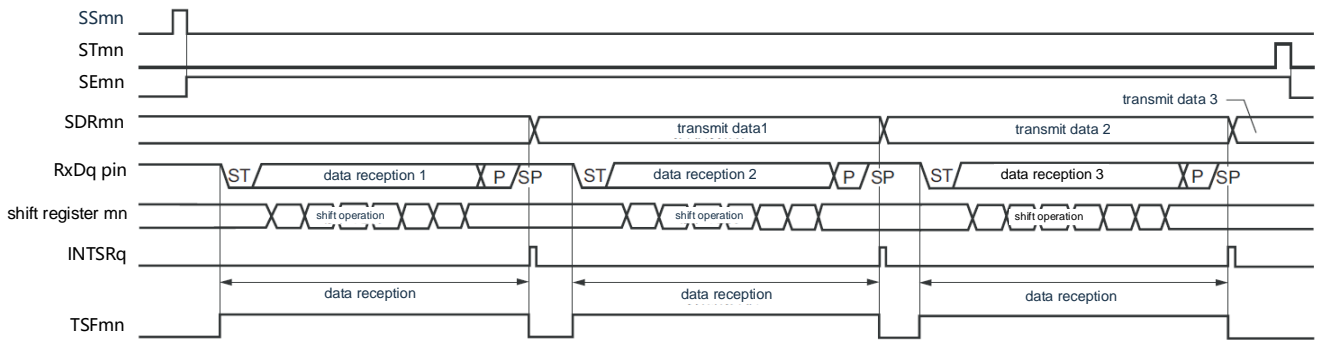 SSmn
STmn
SEmn
transmit data 3
SDRmn
transmit data1
transmit data 2
RxDq pin
ST data reception 1 P SP ST data reception 2 P SP ST data reception 3 P SP
shift register mn
shift operation
shift operation
shift operation
INTSRq
data reception
data reception
data reception
TSFmn